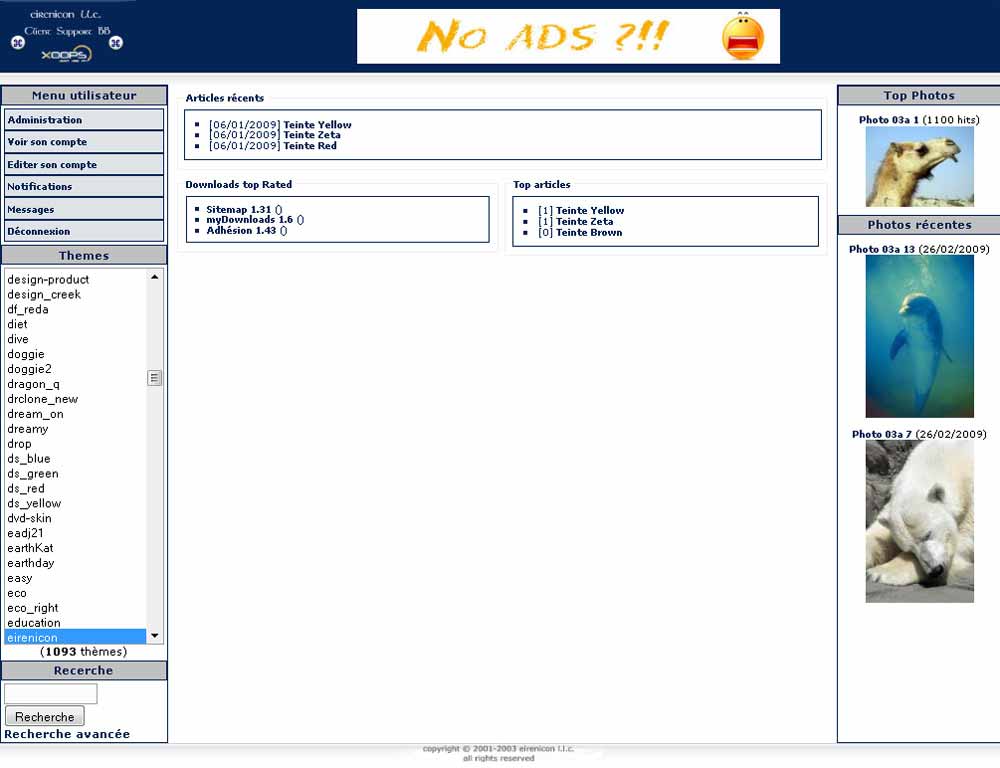 eirenicon l.l.c.
Client Support BB
XOOPS
No ADS ?!!
Menu utilisateur
Administration
Voir son compte
Editer son compte
Notifications
Messages
Déconnexion
Themes
design-product
design_creek
df_reda
diet
dive
doggie
doggie2
dragon_q
drclone_new
dream_on
dreamy
drop
ds_blue
ds_green
ds_red
ds_yellow
dvd-skin
eadj21
earthKat
earthday
easy
eco
eco_right
education
eirenicon
(1093 thèmes)
Recerche
Recherche
Recherche avancée
Articles récents
[06/01/2009] Teinte Yellow
[06/01/2009] Teinte Zeta
[06/01/2009] Teinte Red
Downloads top Rated
Sitemap 1.31 ()
myDownloads 1.6 ()
Adhésion 1.43 ()
Top articles
[1] Teinte Yellow
[1] Teinte Zeta
[0] Teinte Brown
Top Photos
Photo 03a 1 (1100 hits)
Photos récentes
Photo 03a 13 (26/02/2009)
Photo 03a 7 (26/02/2009)
copyright © 2001-2003 eirenicon l.l.c.
all rights reserved